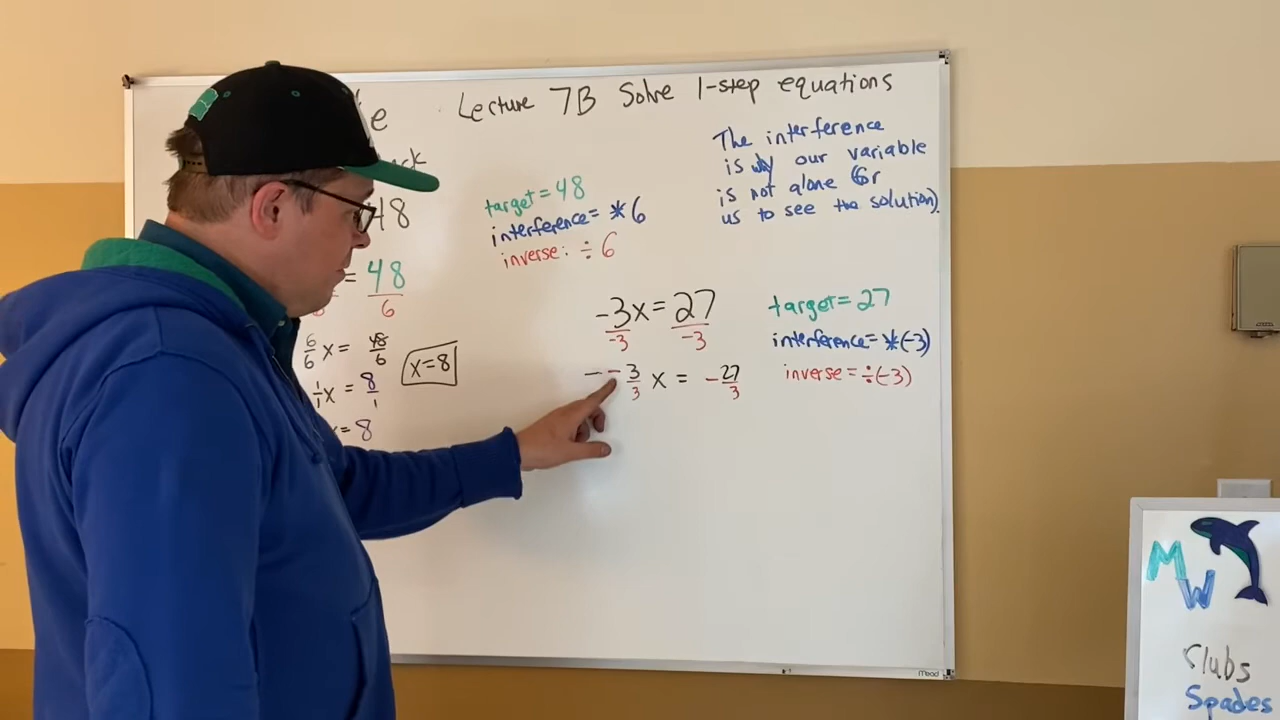 Lecture 7B Solve 1-step equations
48
= 48
6
6/6 x = 48/6
1/1 x = 8/1
= 8
x=8
target = 48
interference = *6
inverse: ÷ 6
The interference
is why our variable
is not alone (for
us to see the solution).
-3x = 27
-3 -3
- - 3/3 x = - 27/3
target = 27
interference = *(-3)
inverse = ÷(-3)
MW
Clubs
Spades
Mead